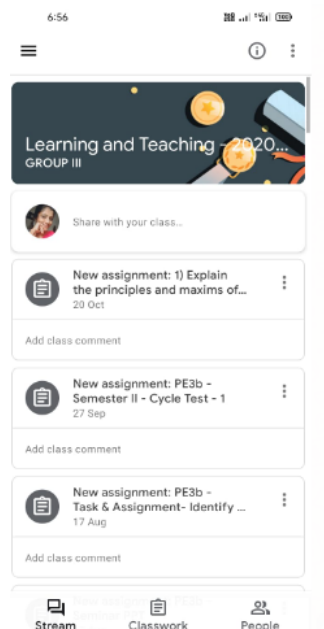 6:56
Learning and Teaching - 2020...
GROUP III
Share with your class...
New assignment: 1) Explain
the principles and maxims of...
20 Oct
Add class comment
New assignment: PE3b -
Semester II - Cycle Test - 1
27 Sep
Add class comment
New assignment: PE3b -
Task & Assignment- Identify ...
17 Aug
Add class comment
Stream Classwork People